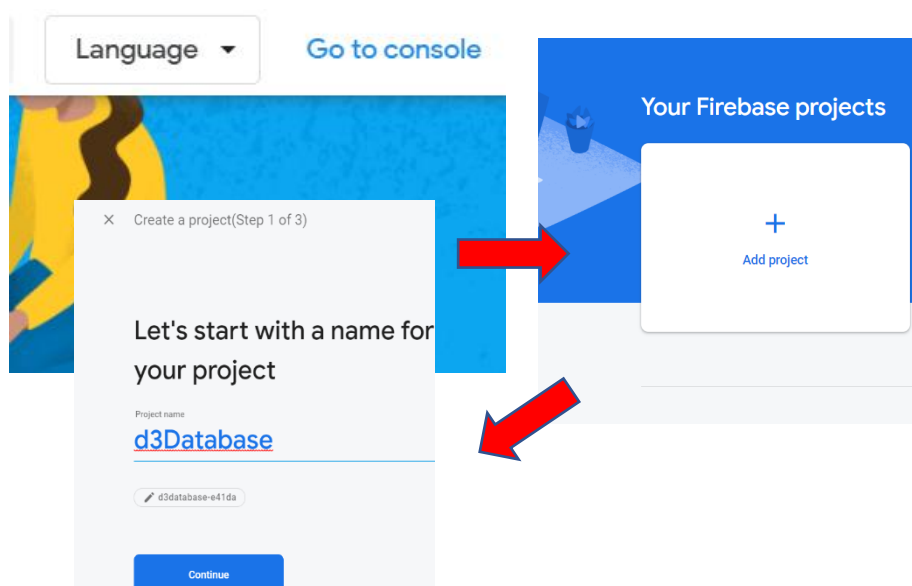 Language Go to console
Your Firebase projects
Add project
Create a project(Step 1 of 3)
Let's start with a name for
your project
Project name
d3Database
d3database-e41da
Continue